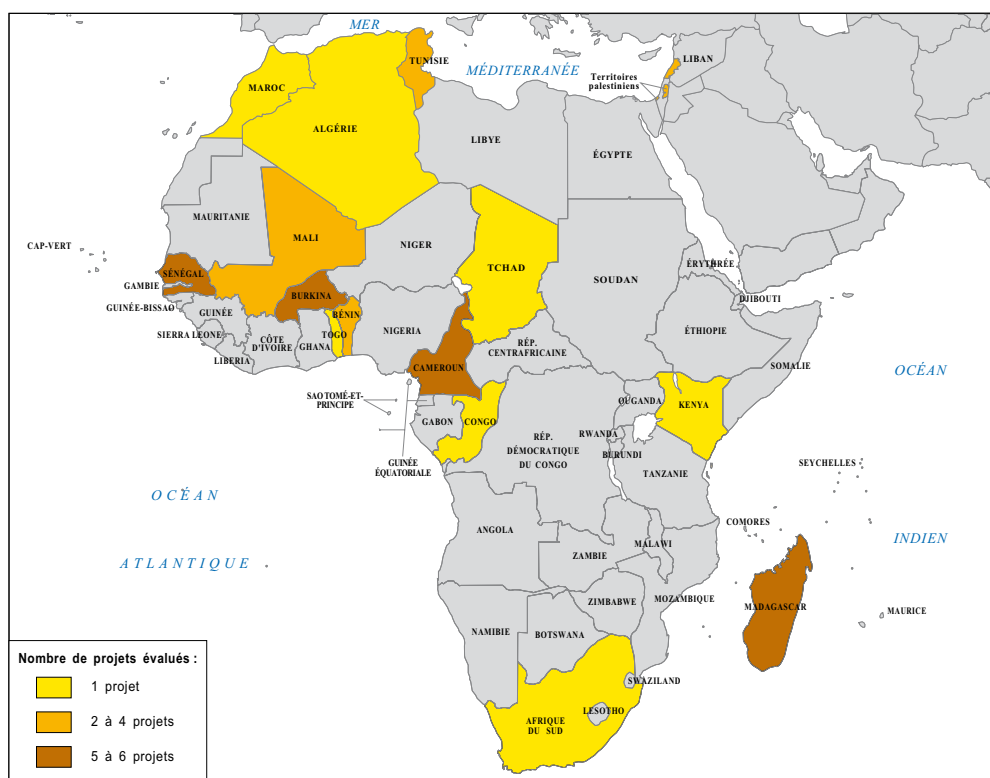 MER
MÉDITERRANÉE
TUNISIE
LIBAN
Territoires
palestiniens
MAROC
ALGÉRIE
LIBYE
ÉGYPTE
MAURITANIE
CAP-VERT
MALI
NIGER
TCHAD
SOUDAN
ÉRYTHRÉE
DJIBOUTI
SÉNÉGAL
GAMBIE
GUINÉE-BISSAO
GUINÉE
SIERRA LEONE
LIBERIA
CÔTE
D'IVOIRE
BURKINA
GHANA
TOGO
BÉNIN
NIGERIA
CAMEROUN
RÉP.
CENTRAFRICAINE
ÉTHIOPIE
SOMALIE
OCÉAN
SAO TOMÉ-ET-
PRINCIPE
GUINÉE
ÉQUATORIALE
GABON
CONGO
RÉP.
DÉMOCRATIQUE
DU CONGO
OUGANDA
RWANDA
BURUNDI
KENYA
TANZANIE
SEYCHELLES
OCÉAN
ATLANTIQUE
INDIEN
ANGOLA
ZAMBIE
MALAWI
COMORES
MOZAMBIQUE
MADAGASCAR
MAURICE
ZIMBABWE
NAMIBIE
BOTSWANA
SWAZILAND
LESOTHO
AFRIQUE
DU SUD
Nombre de projets évalués :
1 projet
2 à 4 projets
5 à 6 projets